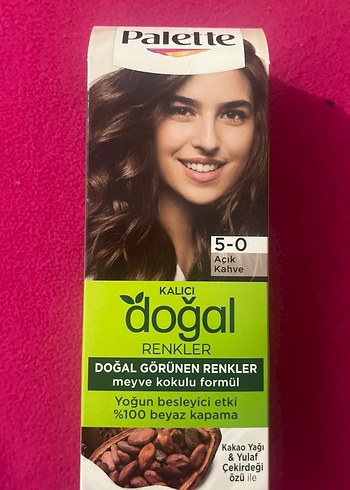 Palette
5-0
Açık
Kahve
KALICI
doğal
RENKLER
DOĞAL GÖRÜNEN RENKLER
meyve kokulu formül
Yoğun besleyici etki
%100 beyaz kapama
Kakao Yağı
& Yulaf
Çekirdeği
özü ile